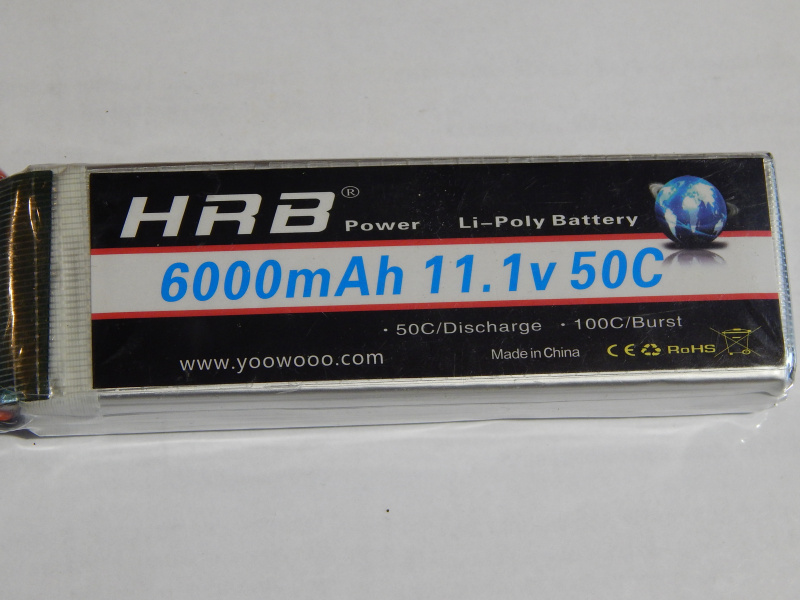 HRB® Power Li-Poly Battery
6000mAh 11.1v 50C
· 50C/Discharge · 100C/Burst
www.yoowooo.com Made in China CE RoHS